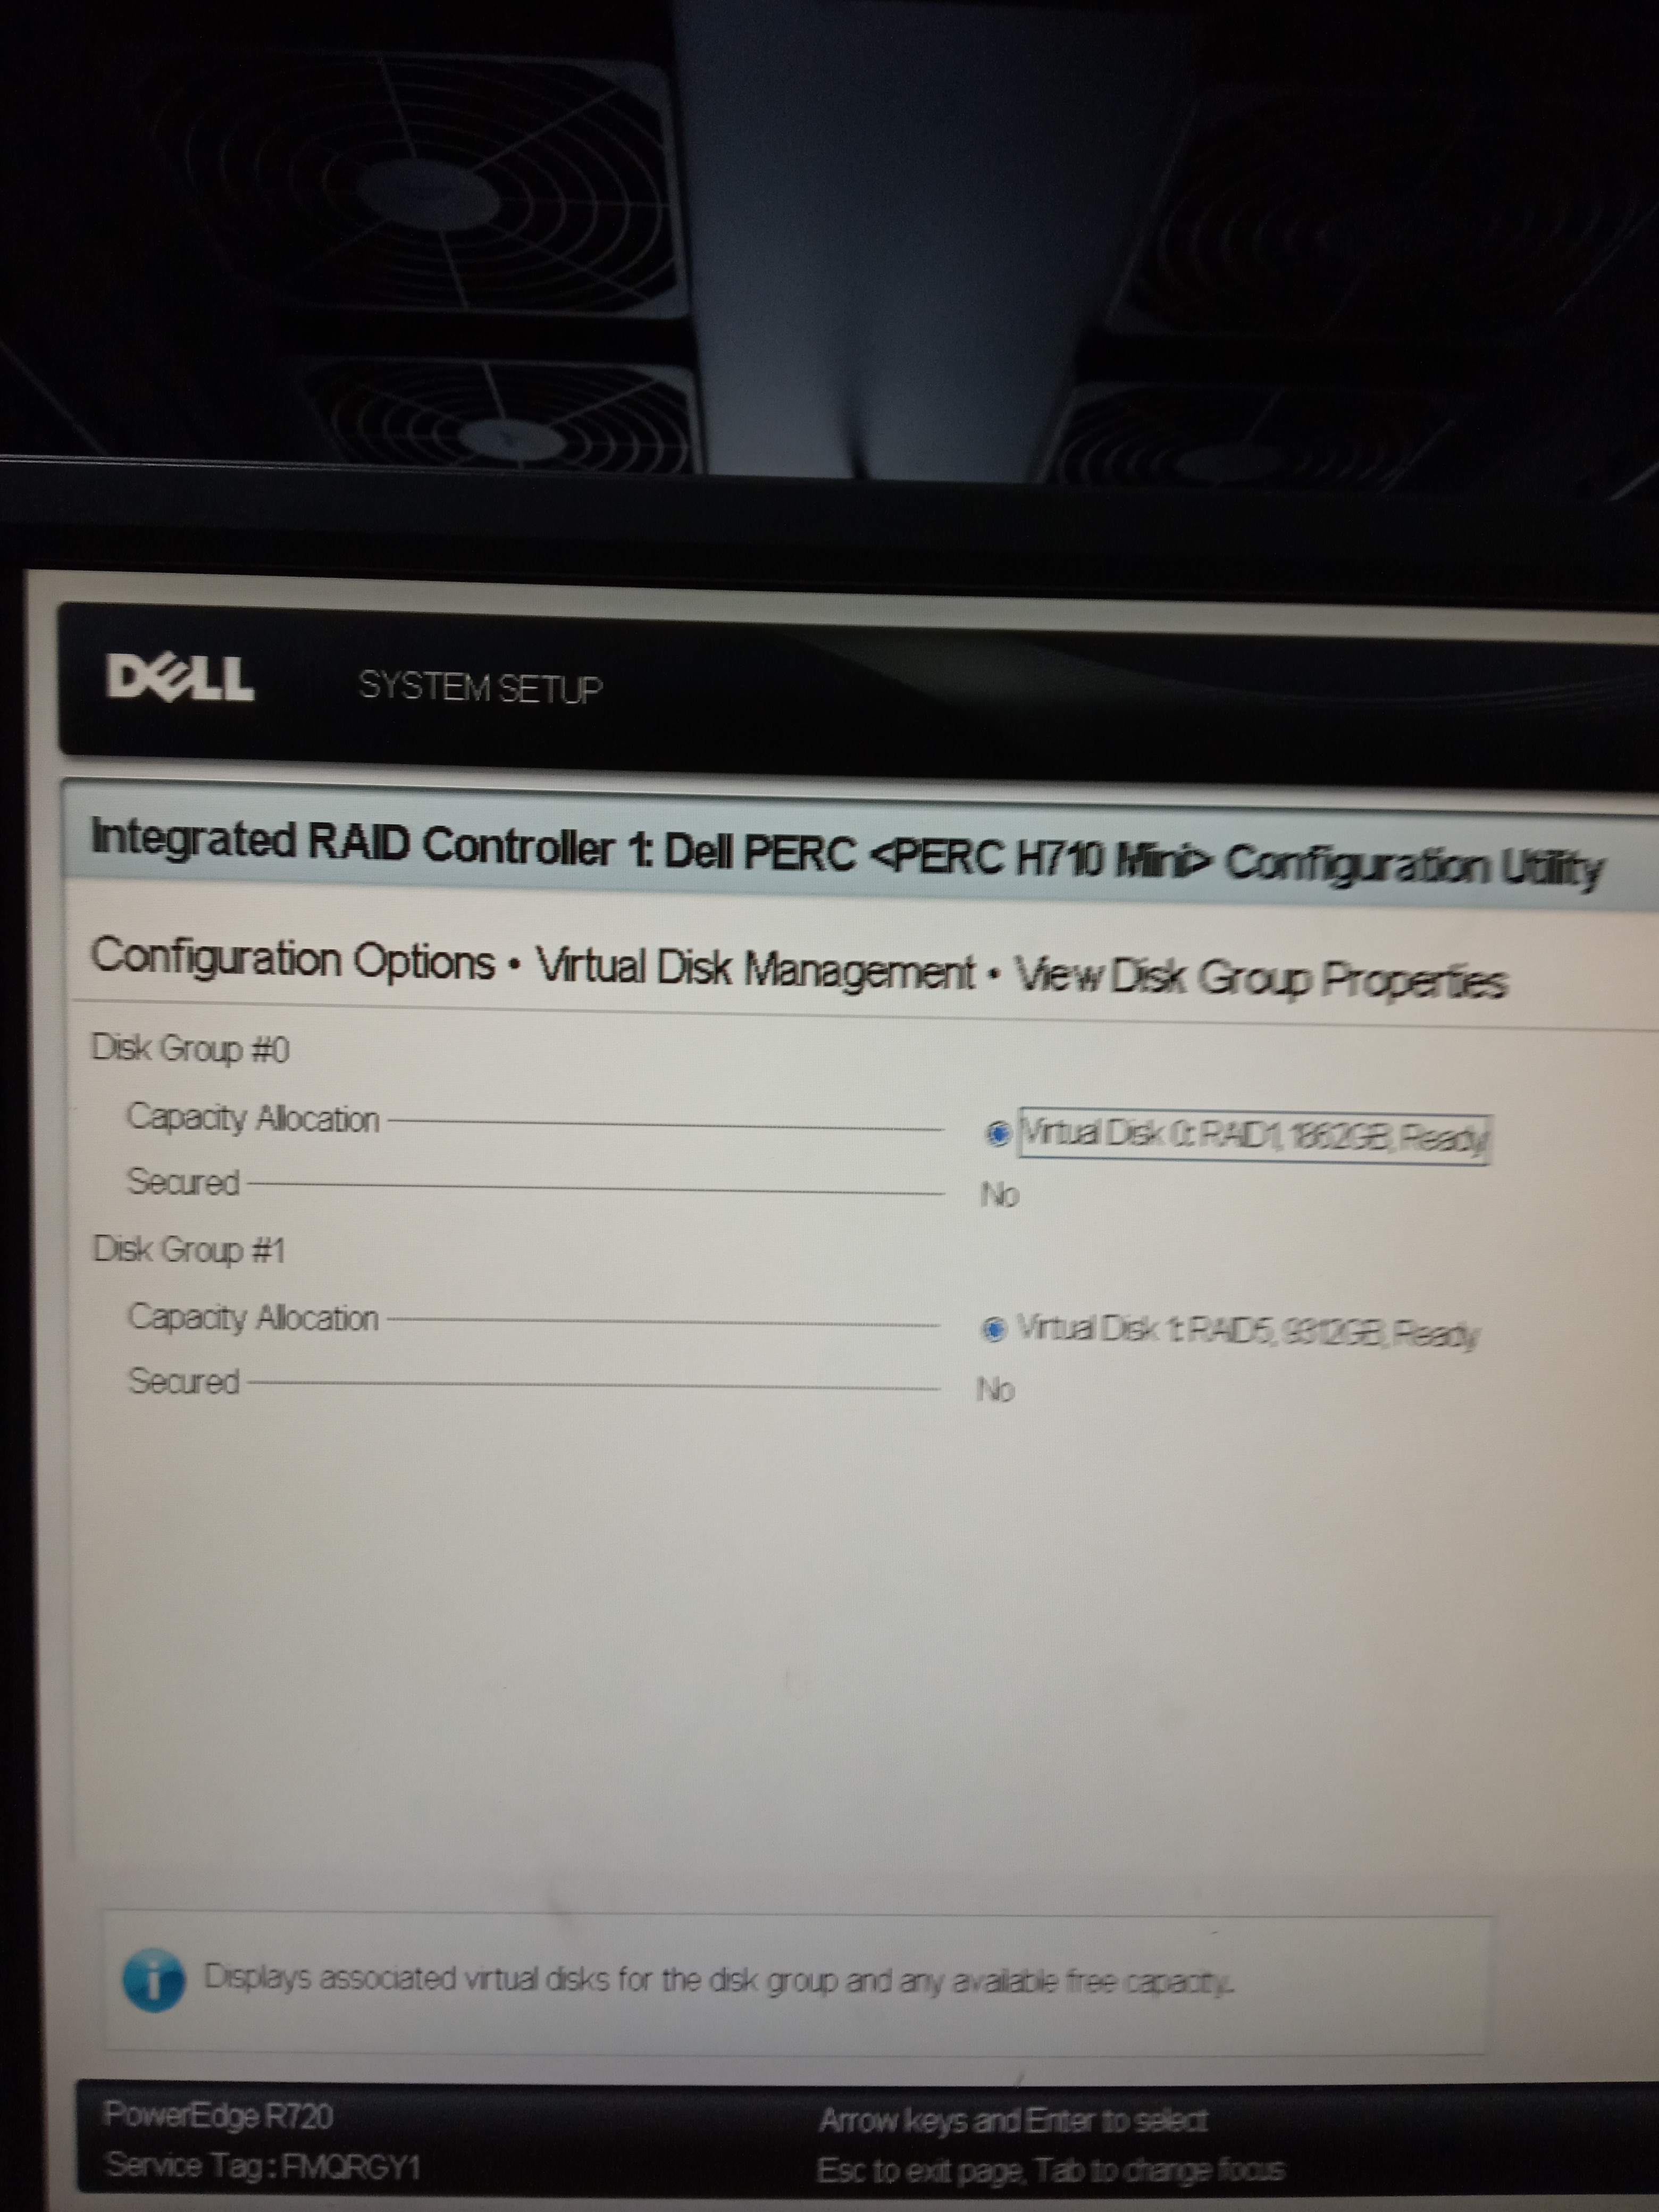 DELL SYSTEM SETUP
Integrated RAID Controller 1: Dell PERC <PERC H710 Mini> Configuration Utility
Configuration Options • Virtual Disk Management • View Disk Group Properties
Disk Group #0
Capacity Allocation Virtual Disk 0: RAID1, 1862GB, Ready
Secured No
Disk Group #1
Capacity Allocation Virtual Disk 1: RAID5, 9312GB, Ready
Secured No
Displays associated virtual disks for the disk group and any available free capacity.
PowerEdge R720 Arrow keys and Enter to select
Service Tag : FMQRGY1 Esc to exit page, Tab to change focus